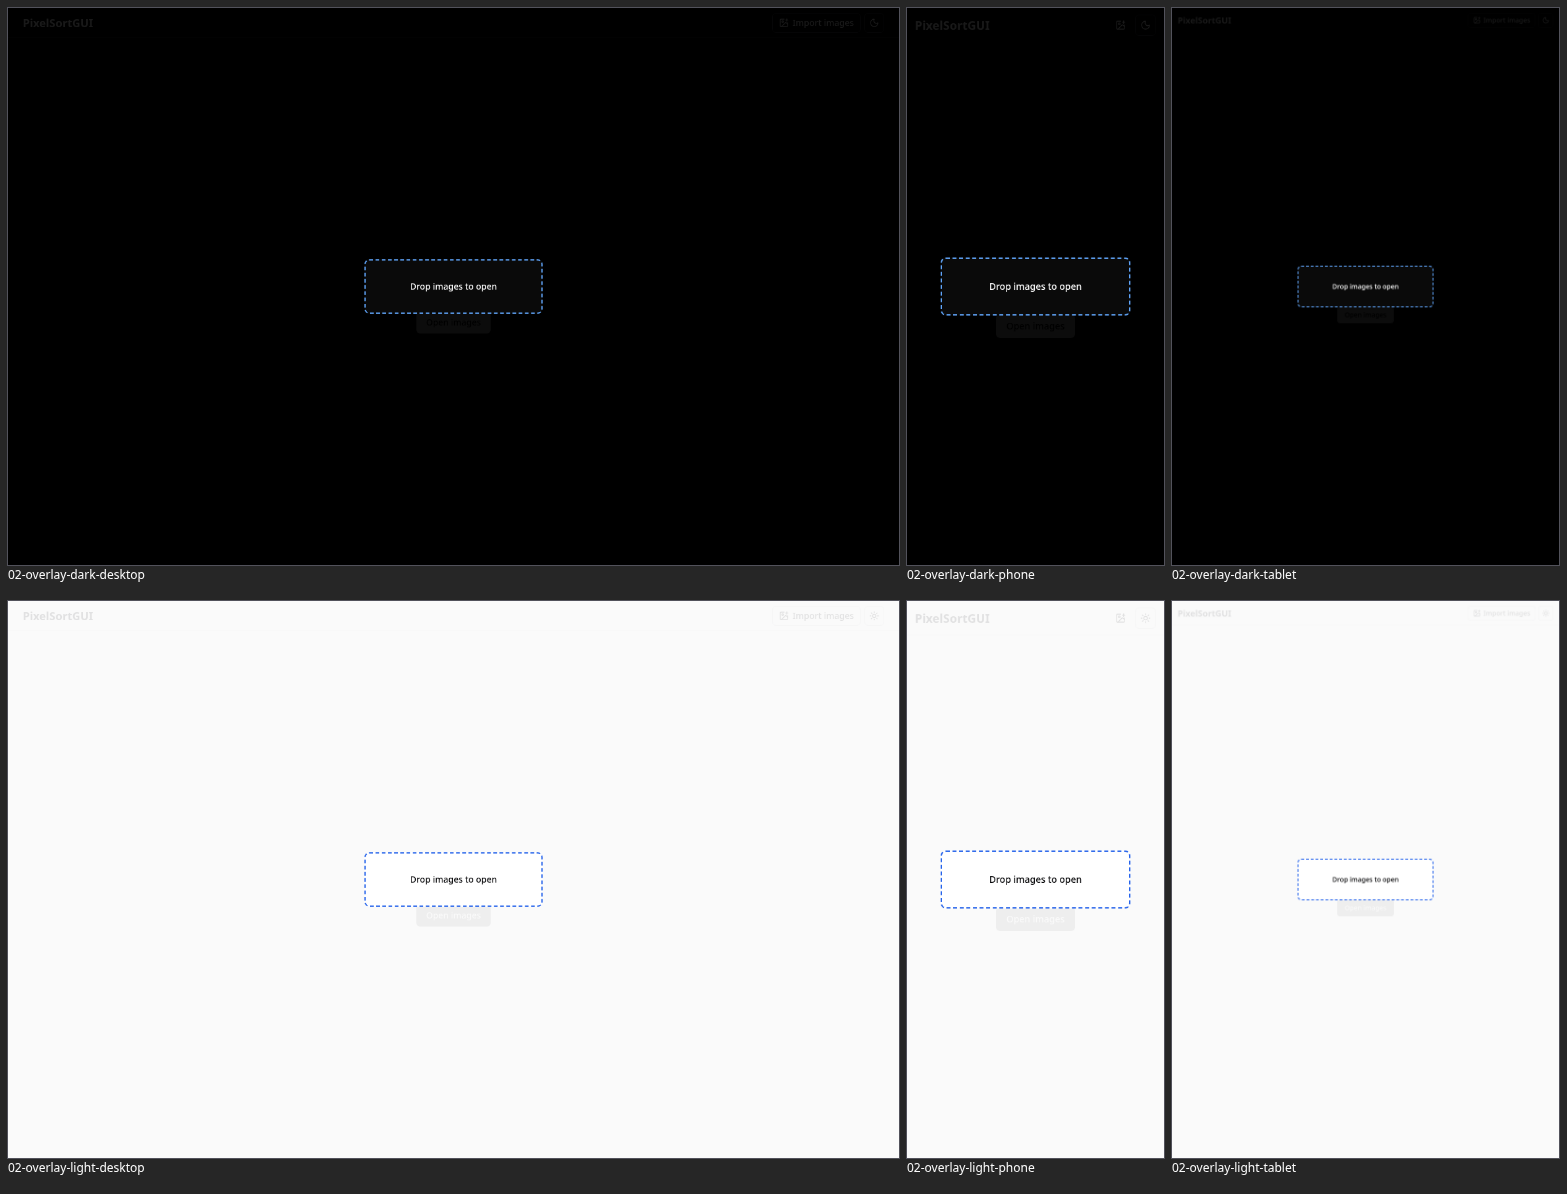 PixelSortGUI
Import images
Drop images to open
Open images
02-overlay-dark-desktop
PixelSortGUI
Drop images to open
Open images
02-overlay-dark-phone
PixelSortGUI
Import images
Drop images to open
Open images
02-overlay-dark-tablet
PixelSortGUI
Import images
Drop images to open
Open images
02-overlay-light-desktop
PixelSortGUI
Drop images to open
Open images
02-overlay-light-phone
PixelSortGUI
Import images
Drop images to open
02-overlay-light-tablet